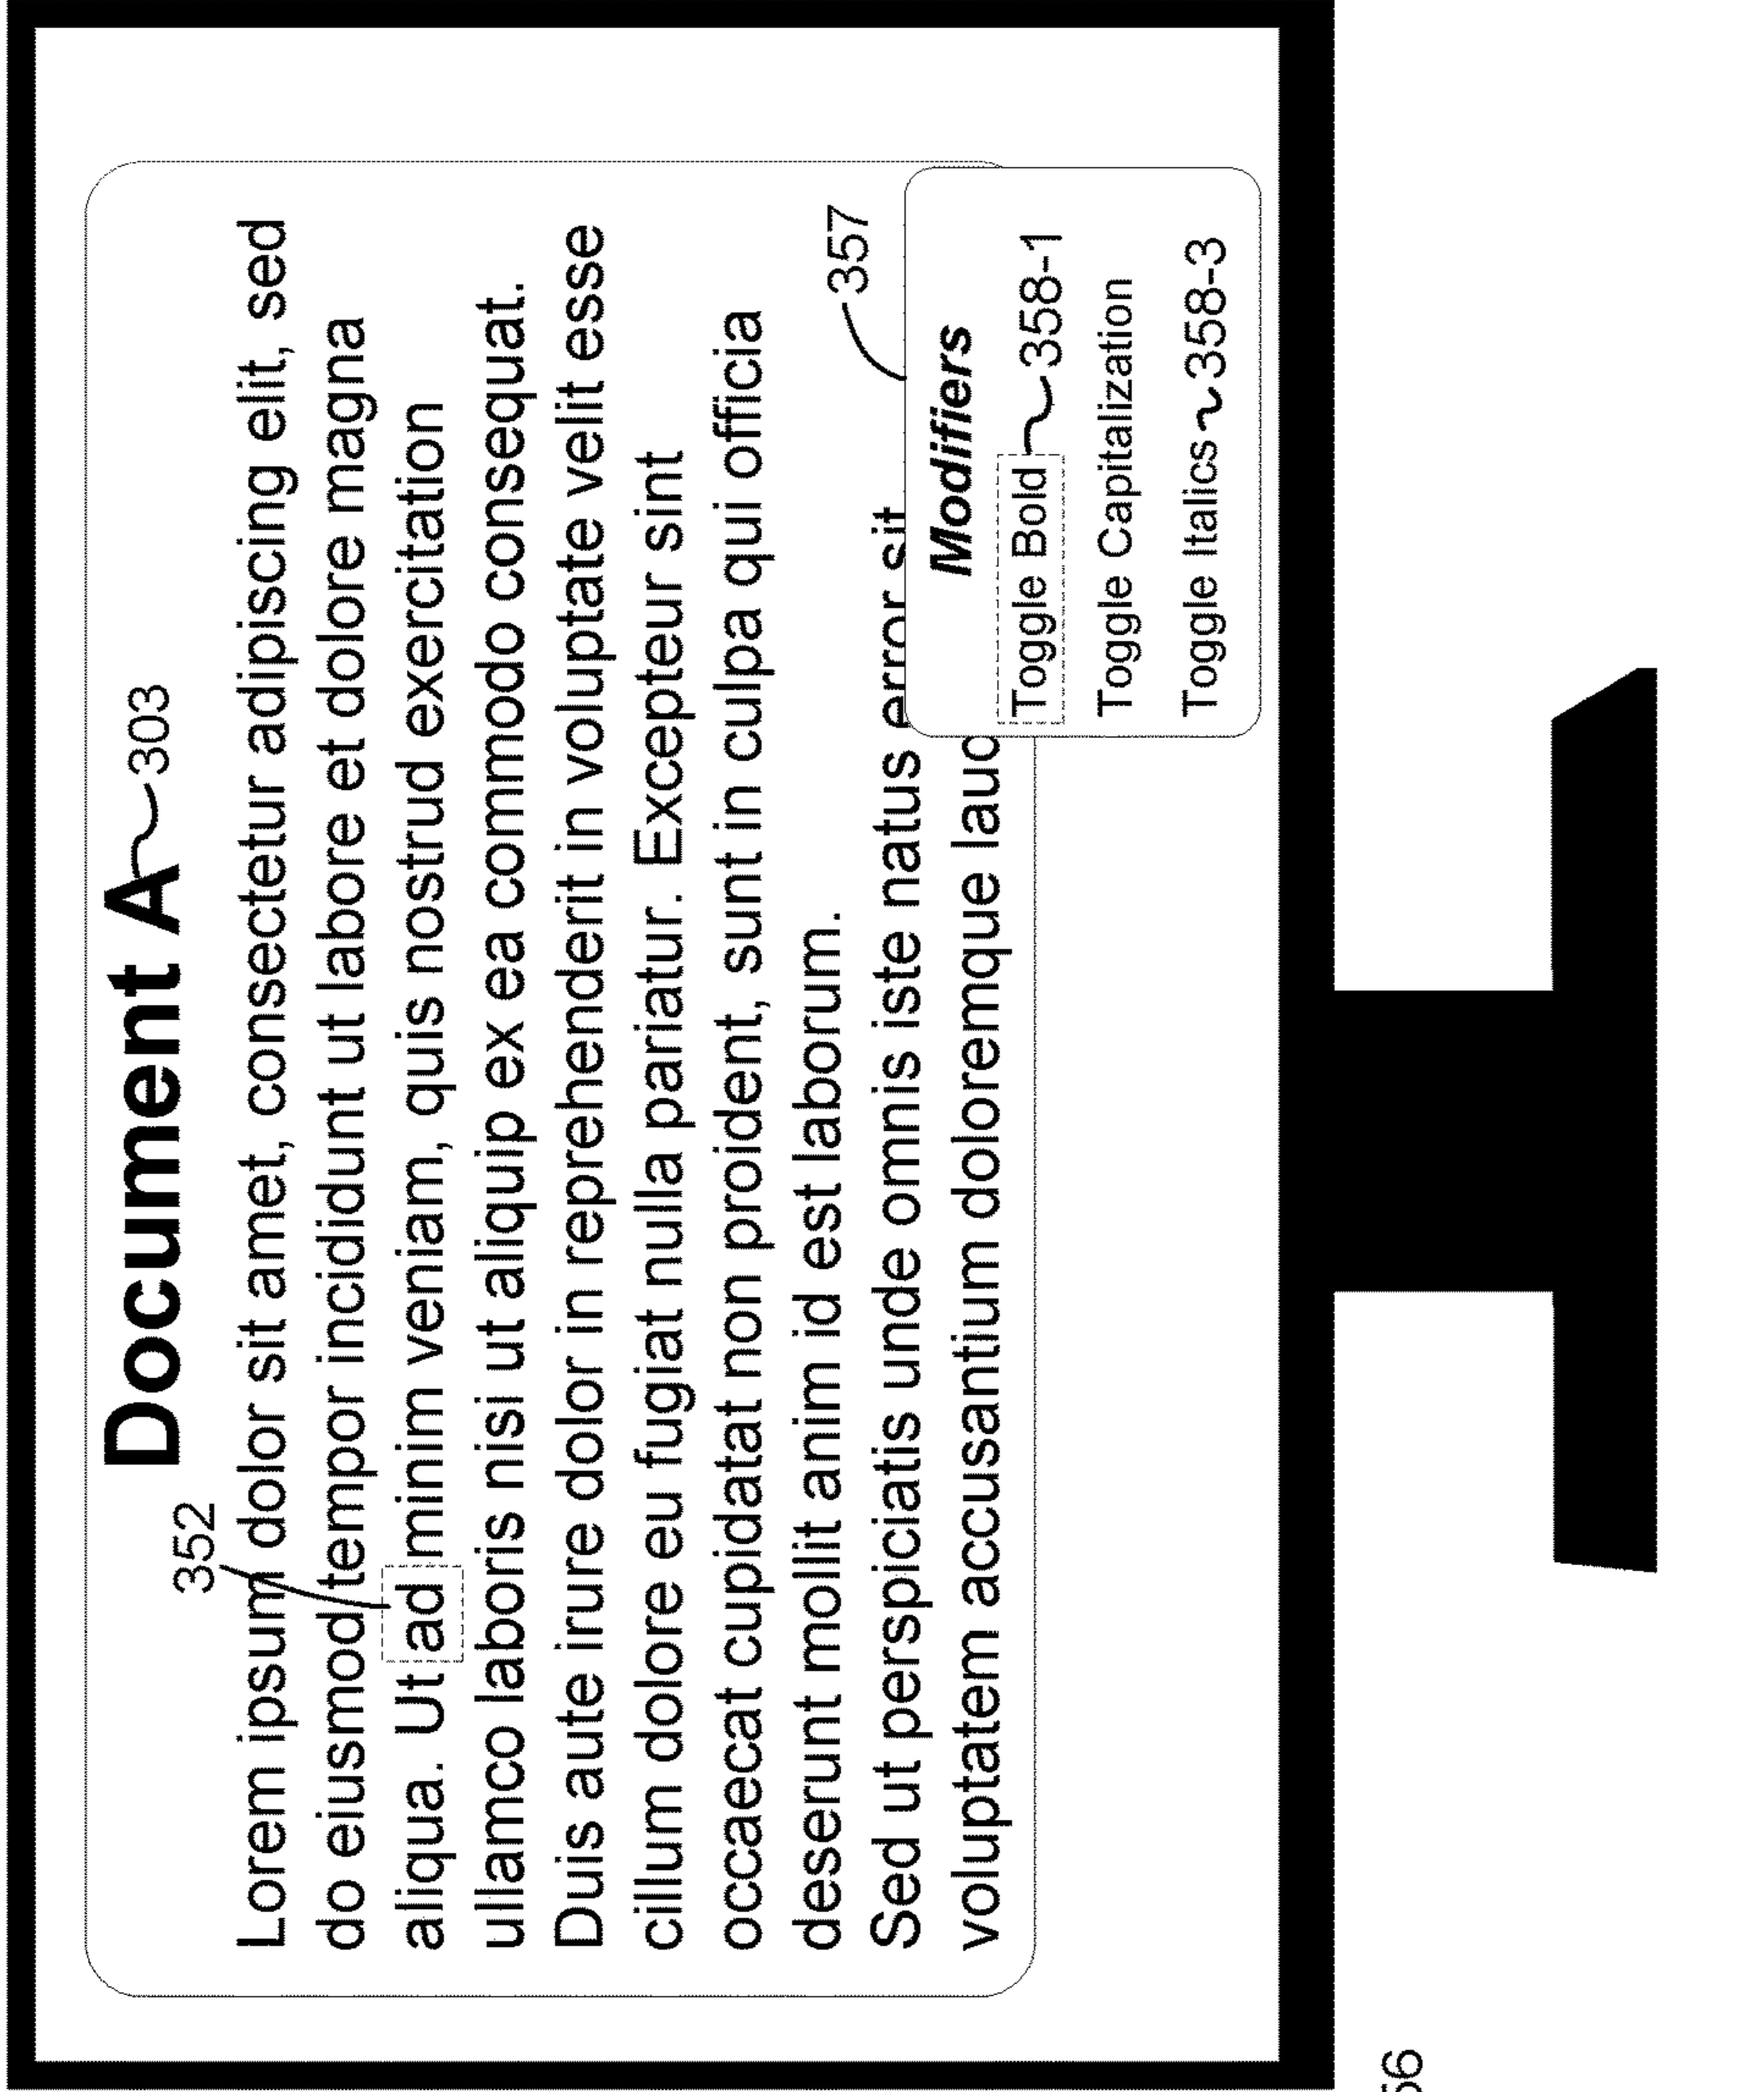 Document A
303
352
Lorem ipsum dolor sit amet, consectetur adipiscing elit, sed
do eiusmod tempor incididunt ut labore et dolore magna
aliqua. Ut ad minim veniam, quis nostrud exercitation
ullamco laboris nisi ut aliquip ex ea commodo consequat.
Duis aute irure dolor in reprehenderit in voluptate velit esse
cillum dolore eu fugiat nulla pariatur. Excepteur sint
occaecat cupidatat non proident, sunt in culpa qui officia
deserunt mollit anim id est laborum.
357
Sed ut perspiciatis unde omnis iste natus error sit
voluptatem accusantium doloremque laud
Modifiers
Toggle Bold 358-1
Toggle Capitalization
Toggle Italics 358-3